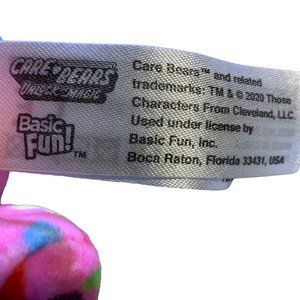 CARE BEARS
UNLOCK THE MAGIC
Basic
Fun!™
Care Bears™ and related
trademarks: TM & © 2020 Those
Characters From Cleveland, LLC.
Used under license by
Basic Fun, Inc.
Boca Raton, Florida 33431, USA